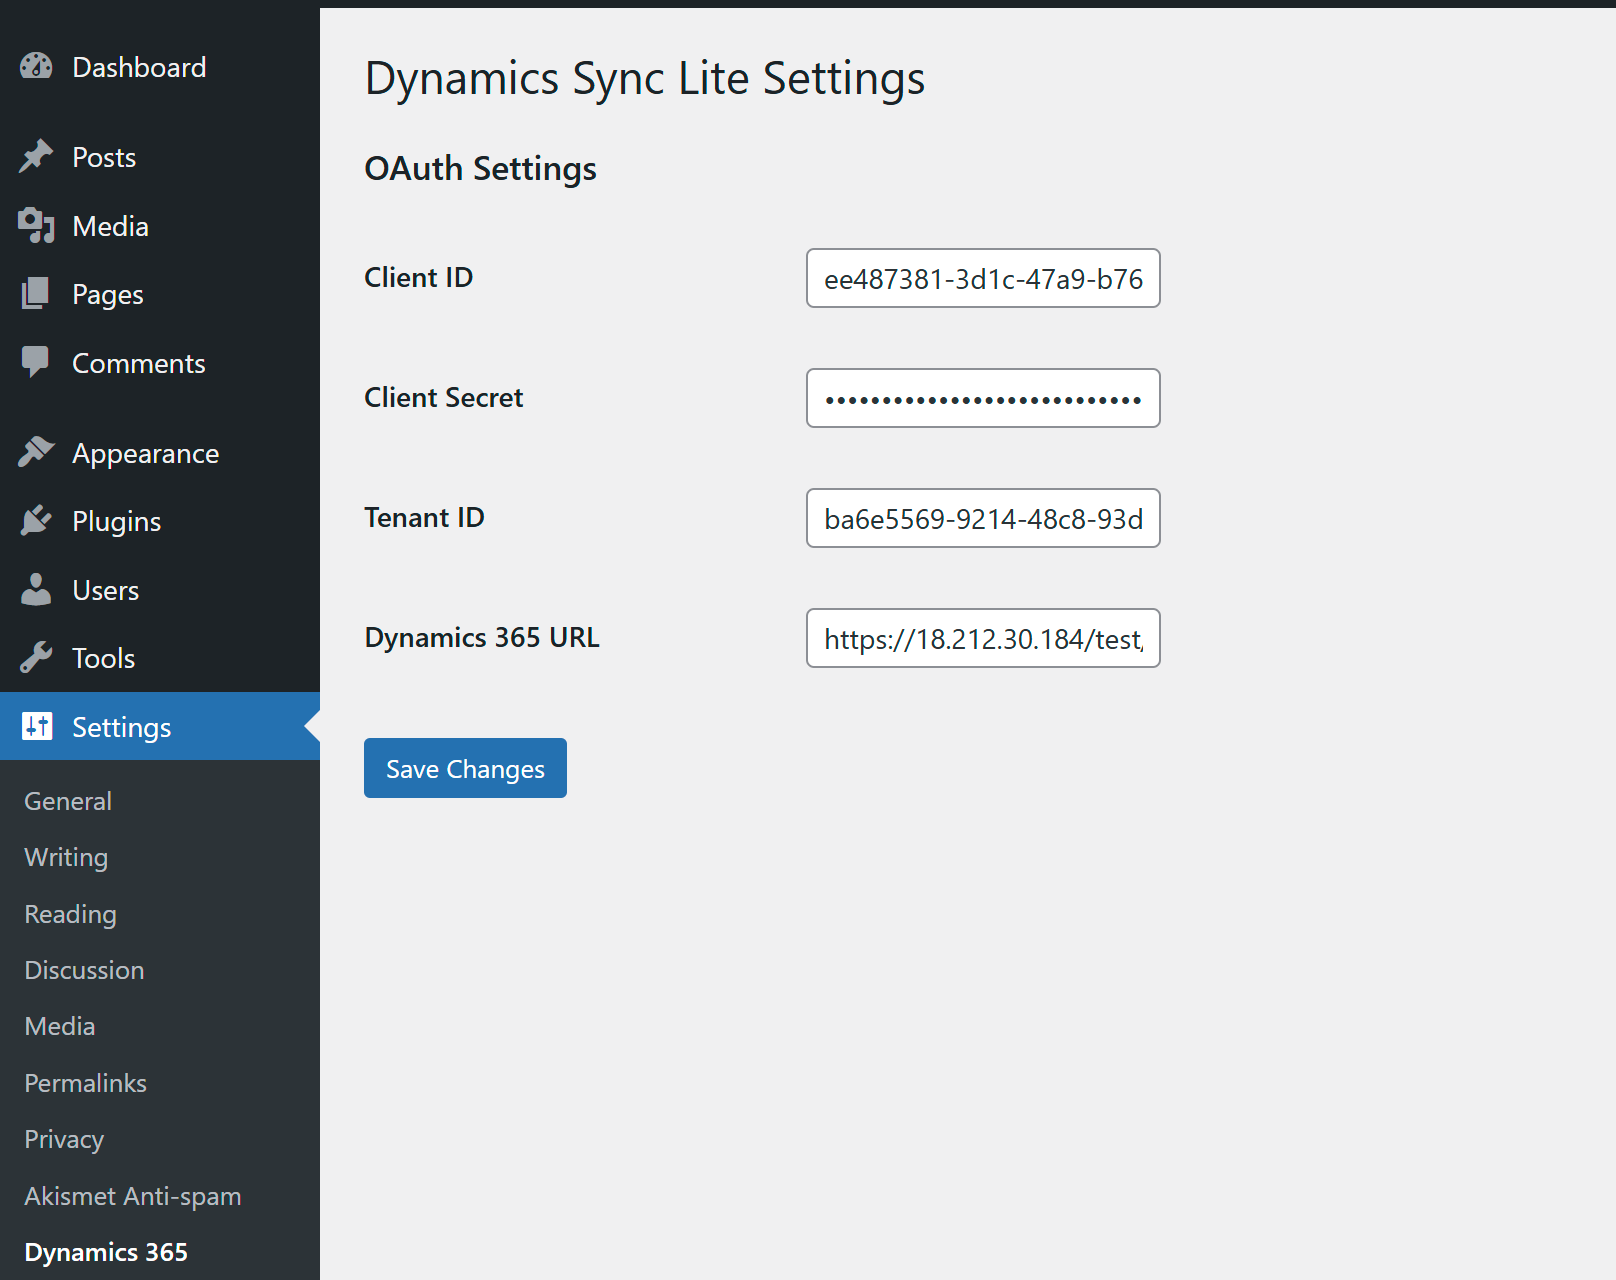 Dashboard
Posts
Media
Pages
Comments
Appearance
Plugins
Users
Tools
Settings
General
Writing
Reading
Discussion
Media
Permalinks
Privacy
Akismet Anti-spam
Dynamics 365
Dynamics Sync Lite Settings
OAuth Settings
Client ID
ee487381-3d1c-47a9-b76
Client Secret
••••••••••••••••••••••••••••
Tenant ID
ba6e5569-9214-48c8-93d
Dynamics 365 URL
https://18.212.30.184/test/
Save Changes